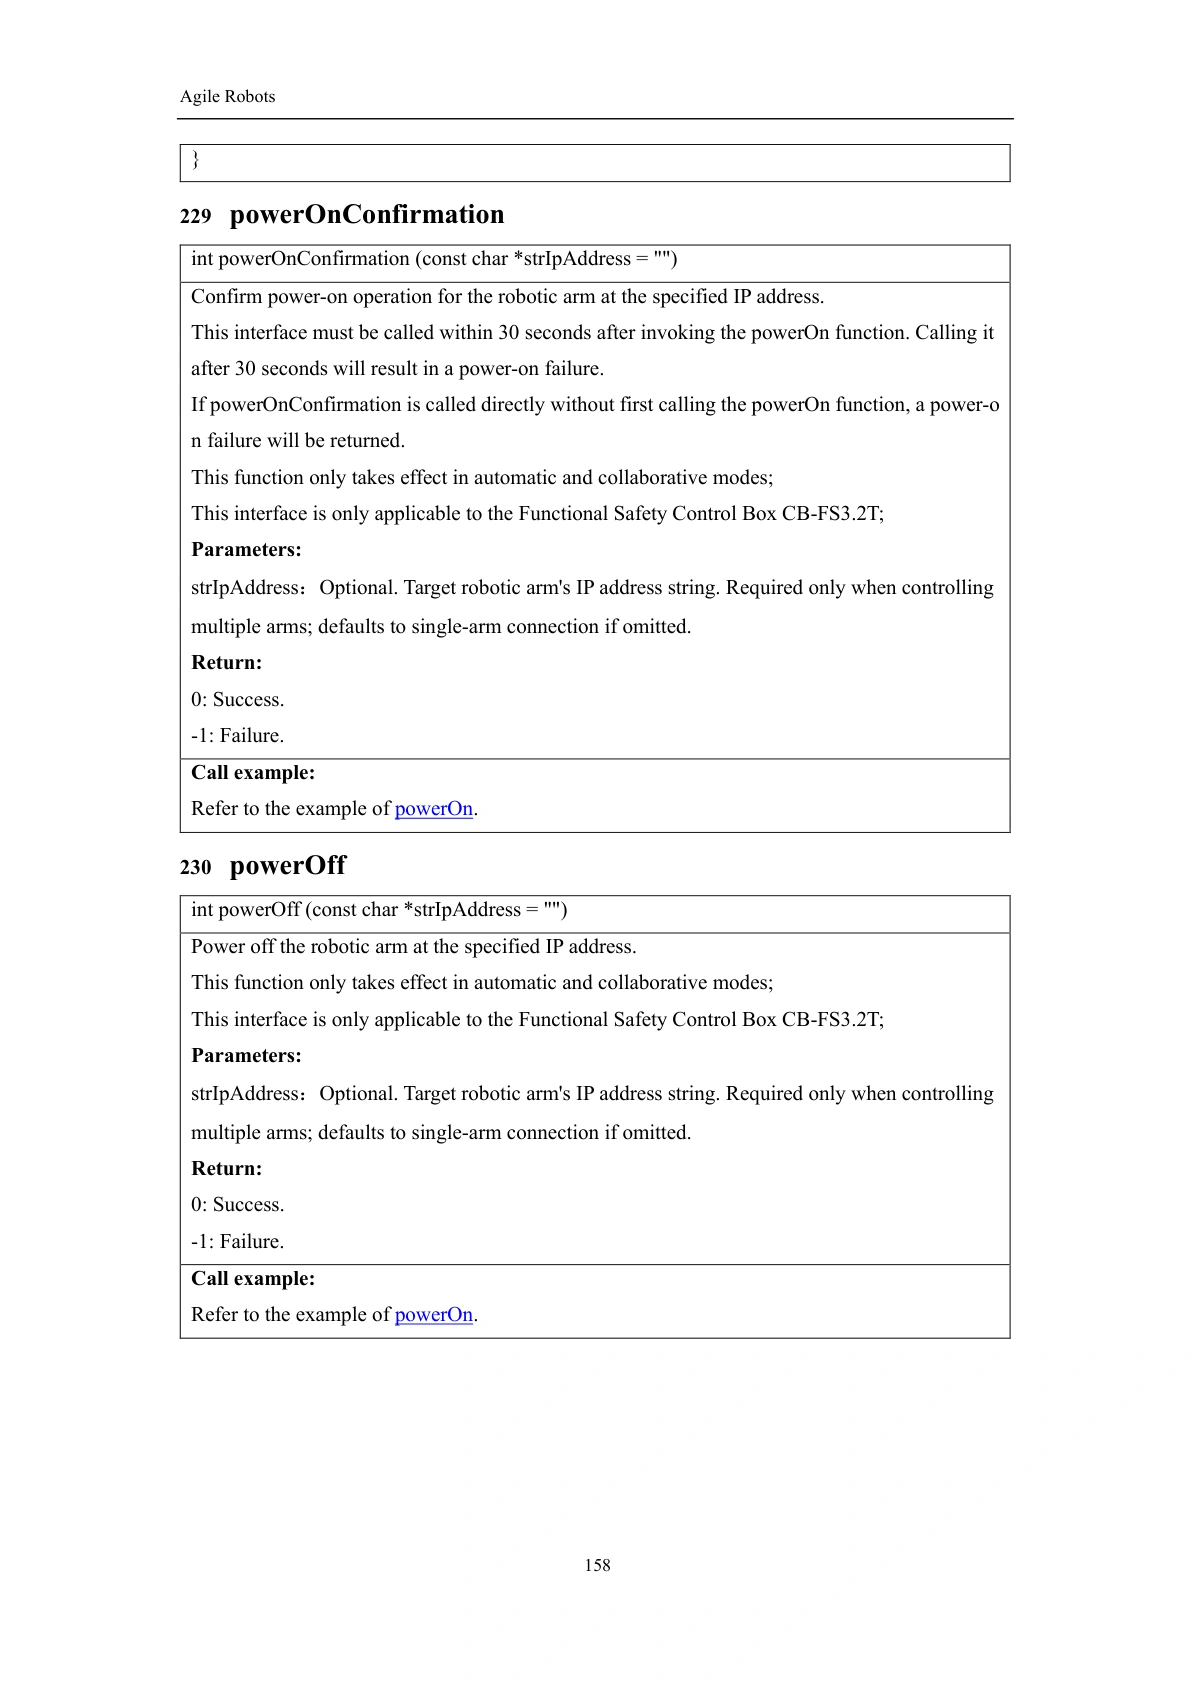 Agile Robots
}
229 powerOnConfirmation
int powerOnConfirmation (const char *strIpAddress = "")
Confirm power-on operation for the robotic arm at the specified IP address.
This interface must be called within 30 seconds after invoking the powerOn function. Calling it
after 30 seconds will result in a power-on failure.
If powerOnConfirmation is called directly without first calling the powerOn function, a power-o
n failure will be returned.
This function only takes effect in automatic and collaborative modes;
This interface is only applicable to the Functional Safety Control Box CB-FS3.2T;
Parameters:
strIpAddress：Optional. Target robotic arm's IP address string. Required only when controlling
multiple arms; defaults to single-arm connection if omitted.
Return:
0: Success.
-1: Failure.
Call example:
Refer to the example of powerOn.
230 powerOff
int powerOff (const char *strIpAddress = "")
Power off the robotic arm at the specified IP address.
This function only takes effect in automatic and collaborative modes;
This interface is only applicable to the Functional Safety Control Box CB-FS3.2T;
Parameters:
strIpAddress：Optional. Target robotic arm's IP address string. Required only when controlling
multiple arms; defaults to single-arm connection if omitted.
Return:
0: Success.
-1: Failure.
Call example:
Refer to the example of powerOn.
158